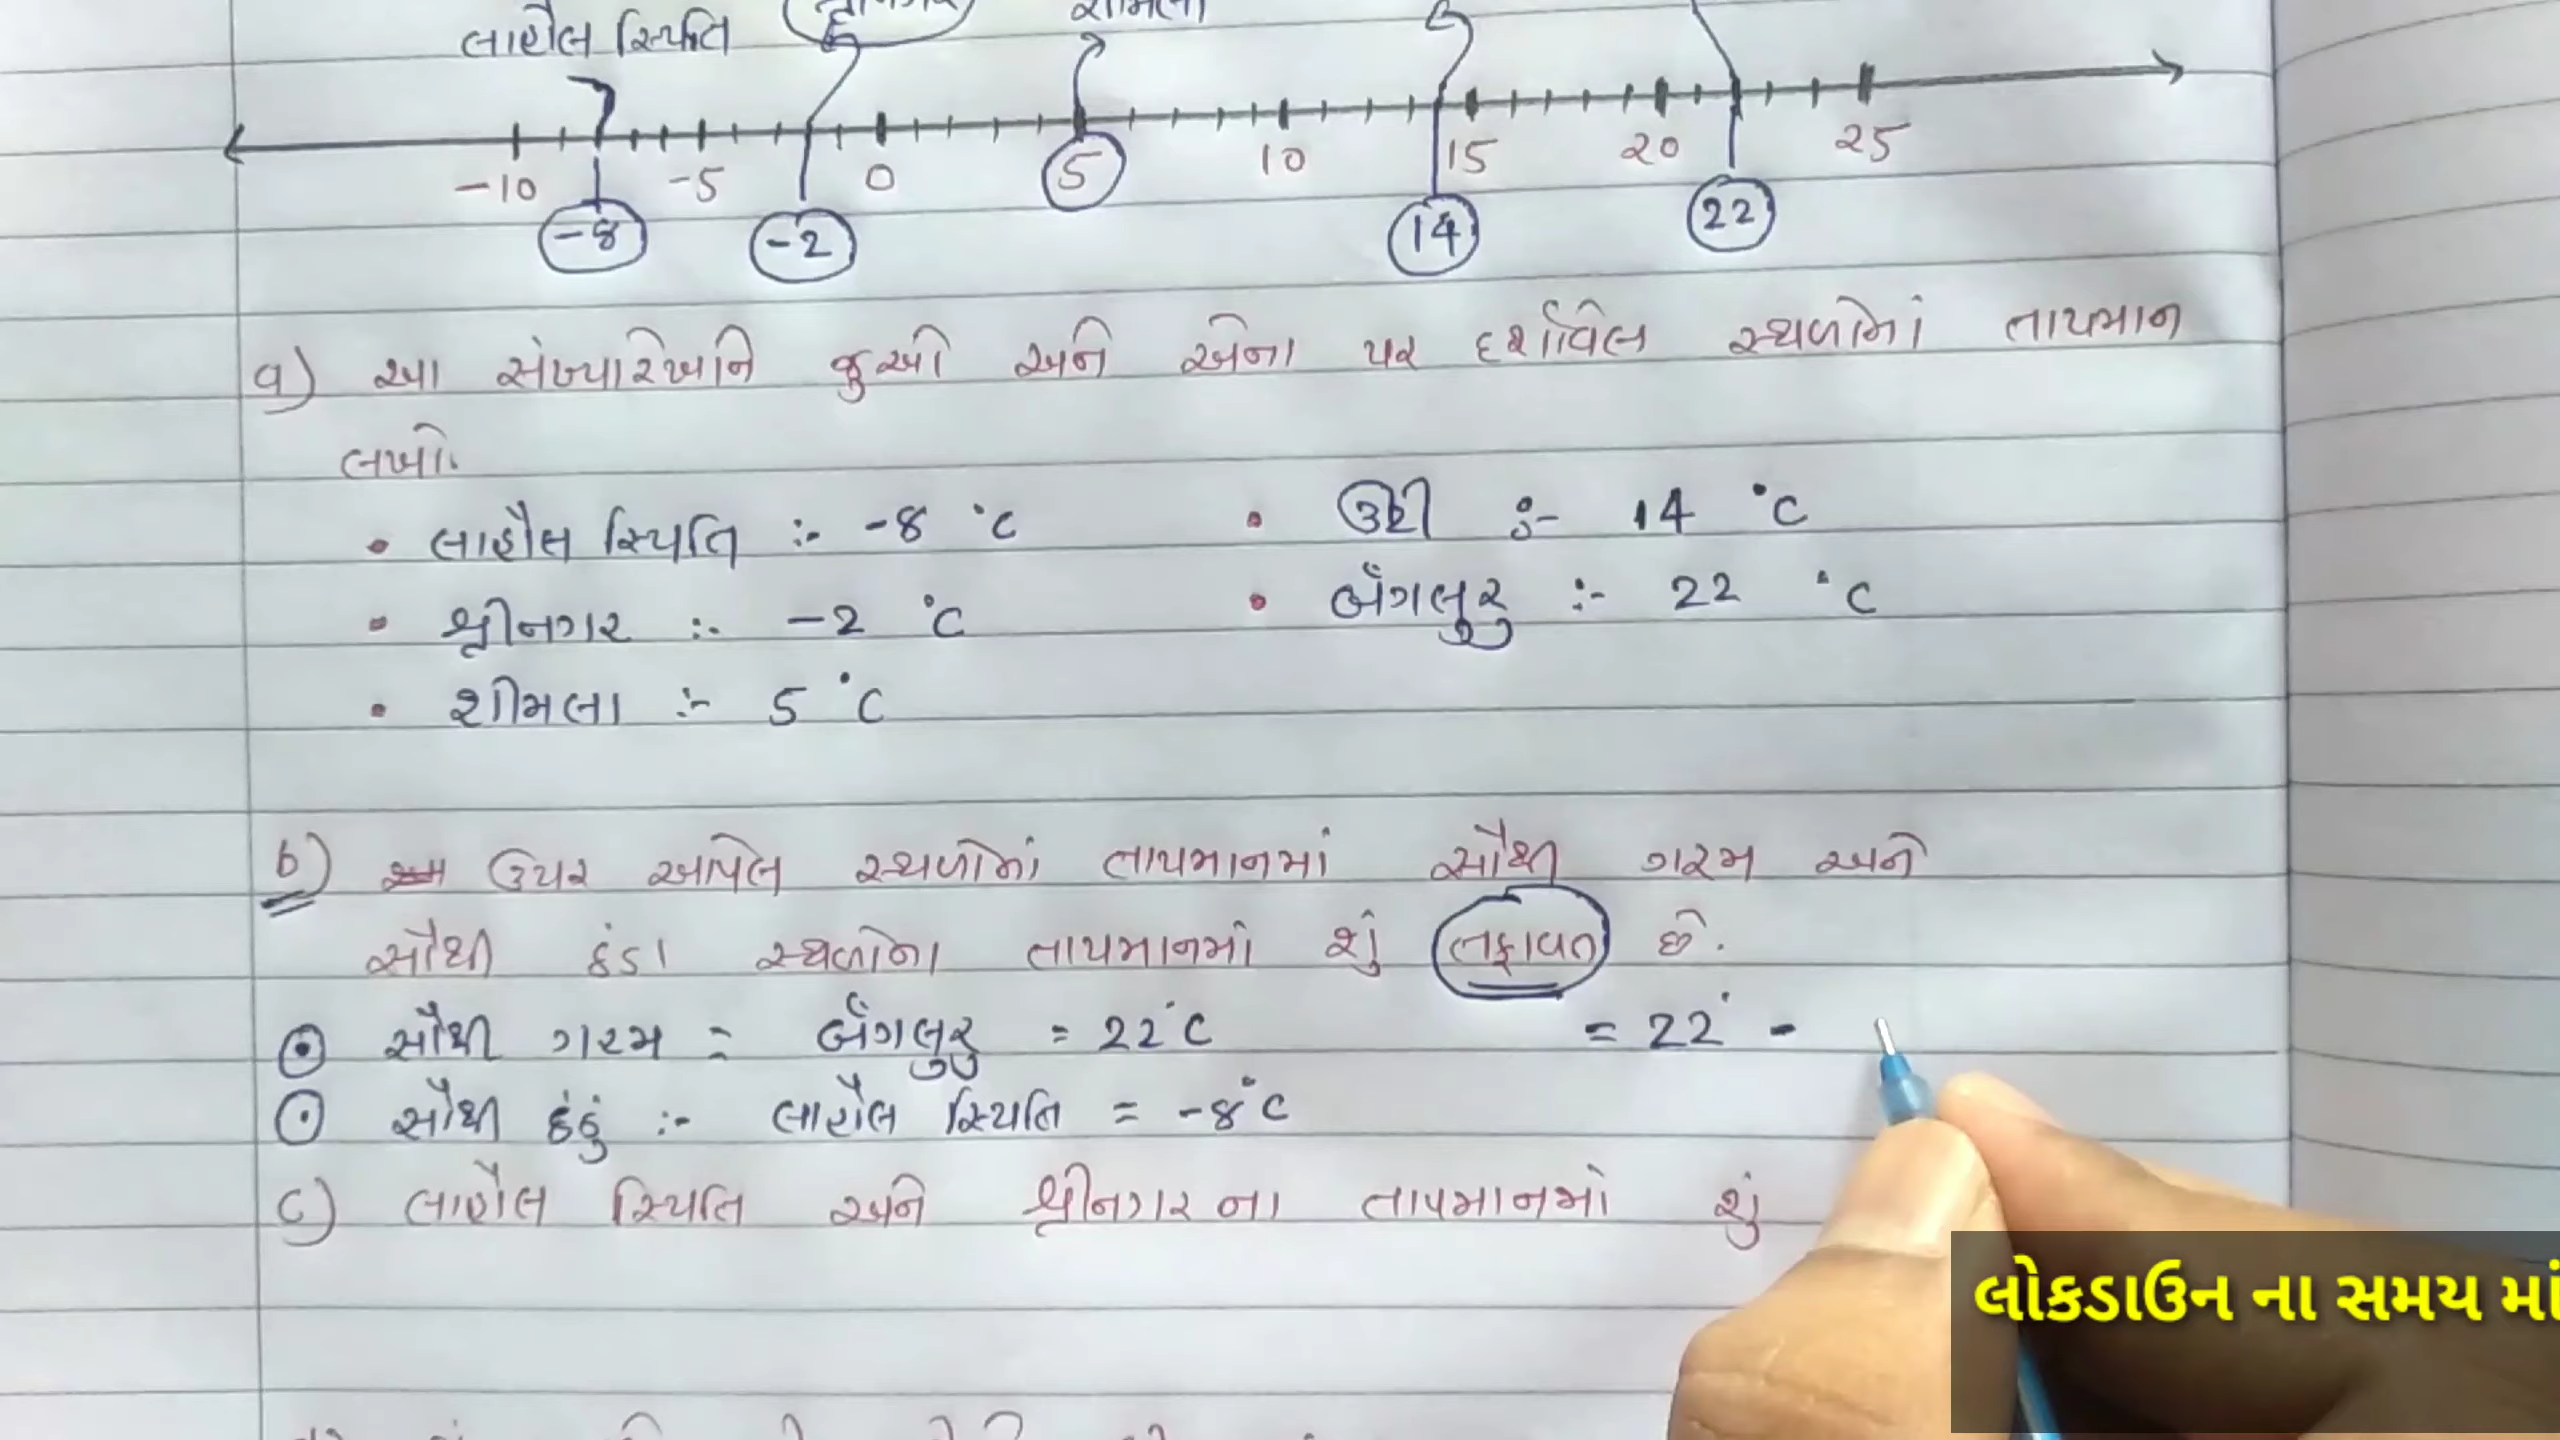 લાહૌલ સ્પિતિ શીમલા
-10 -5 0 5 10 15 20 25
-8 -2 14 22
a) આ સંખ્યારેખાને જુઓ અને એના પર દર્શાવેલ સ્થળોમાં તાપમાન
લખો.
• લાહૌલ સ્પિતિ :- -8 °C • ઉટી :- 14 °C
• શ્રીનગર :- -2 °C • બેંગલુરુ :- 22 °C
• શીમલા :- 5 °C
b) ઉપર આપેલ સ્થળોમાં તાપમાનમાં સૌથી ગરમ અને
સૌથી ઠંડા સ્થળોના તાપમાનમાં શું તફાવત છે.
સૌથી ગરમ = બેંગલુરુ = 22°C = 22° -
સૌથી ઠંડું :- લાહૌલ સ્પિતિ = -8°C
c) લાહૌલ સ્પિતિ અને શ્રીનગર ના તાપમાનમાં શું
લોકડાઉન ના સમય માં